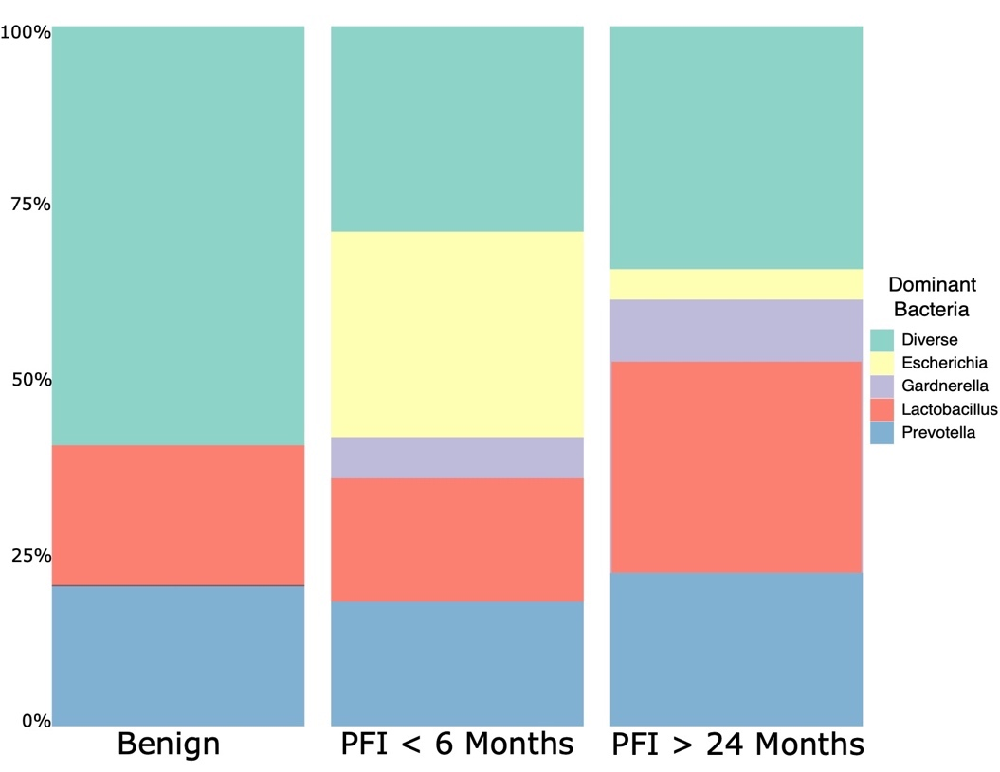 100%
75%
50%
25%
0%
Benign
PFI < 6 Months
PFI > 24 Months
Dominant
Bacteria
Diverse
Escherichia
Gardnerella
Lactobacillus
Prevotella